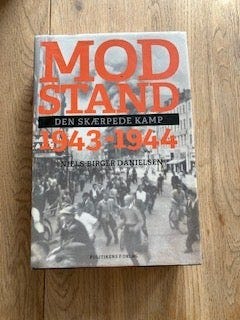 MOD
STAND
DEN SKÆRPEDE KAMP
1943-1944
NIELS-BIRGER DANIELSEN
POLITIKENS FORLAG